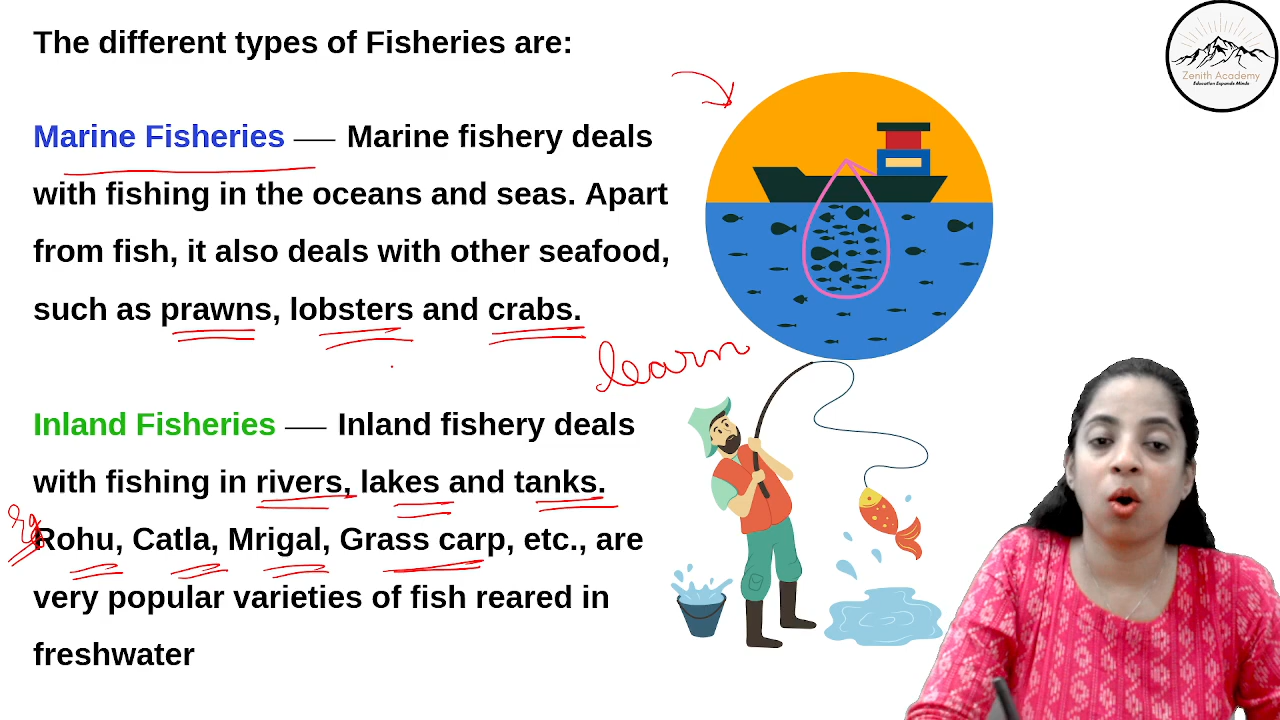 The different types of Fisheries are:
Zenith Academy
Education Expands Minds
Marine Fisheries — Marine fishery deals
with fishing in the oceans and seas. Apart
from fish, it also deals with other seafood,
such as prawns, lobsters and crabs.
learn
Inland Fisheries — Inland fishery deals
with fishing in rivers, lakes and tanks.
Rohu, Catla, Mrigal, Grass carp, etc., are
very popular varieties of fish reared in
freshwater